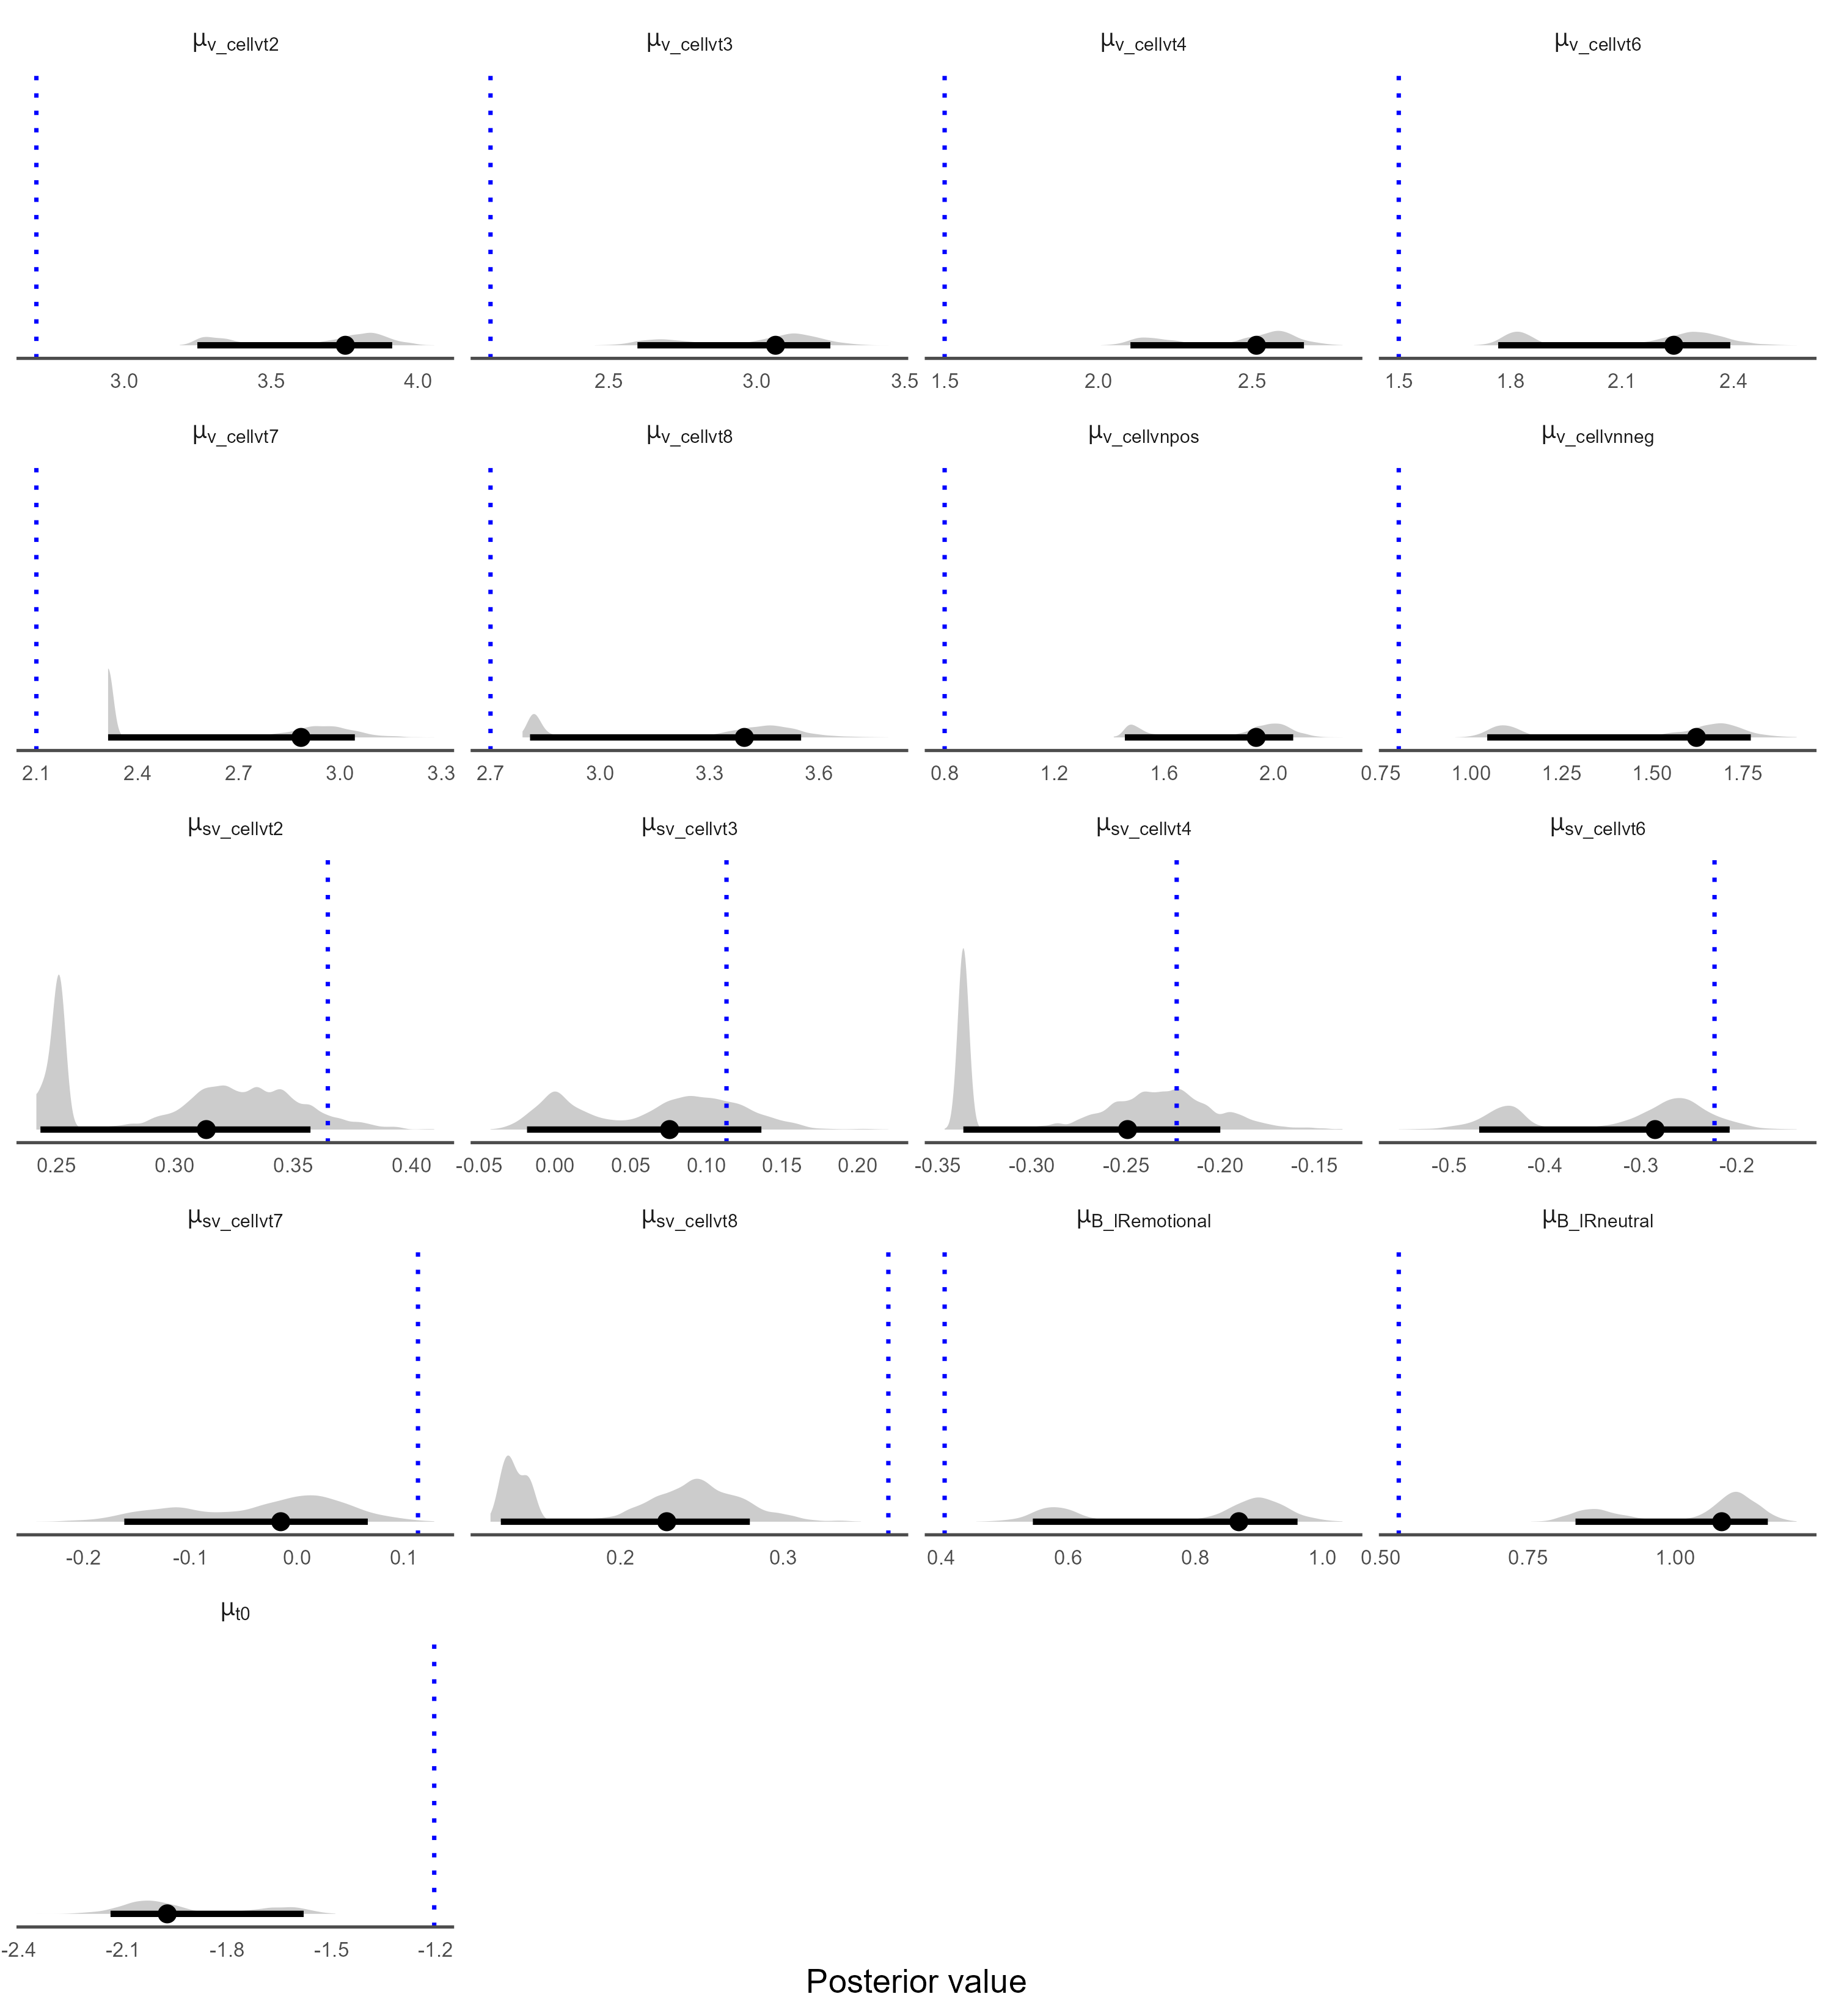 μv_cellvt2 μv_cellvt3 μv_cellvt4 μv_cellvt6
3.0 3.5 4.0 2.5 3.0 3.5 1.5 2.0 2.5 1.5 1.8 2.1 2.4
μv_cellvt7 μv_cellvt8 μv_cellvnpos μv_cellvnneg
2.1 2.4 2.7 3.0 3.3 2.7 3.0 3.3 3.6 0.8 1.2 1.6 2.0 0.75 1.00 1.25 1.50 1.75
μsv_cellvt2 μsv_cellvt3 μsv_cellvt4 μsv_cellvt6
0.25 0.30 0.35 0.40 -0.05 0.00 0.05 0.10 0.15 0.20 -0.35 -0.30 -0.25 -0.20 -0.15 -0.5 -0.4 -0.3 -0.2
μsv_cellvt7 μsv_cellvt8 μB_lRemotional μB_lRneutral
-0.2 -0.1 0.0 0.1 0.2 0.3 0.4 0.6 0.8 1.0 0.50 0.75 1.00
μt0
-2.4 -2.1 -1.8 -1.5 -1.2
Posterior value